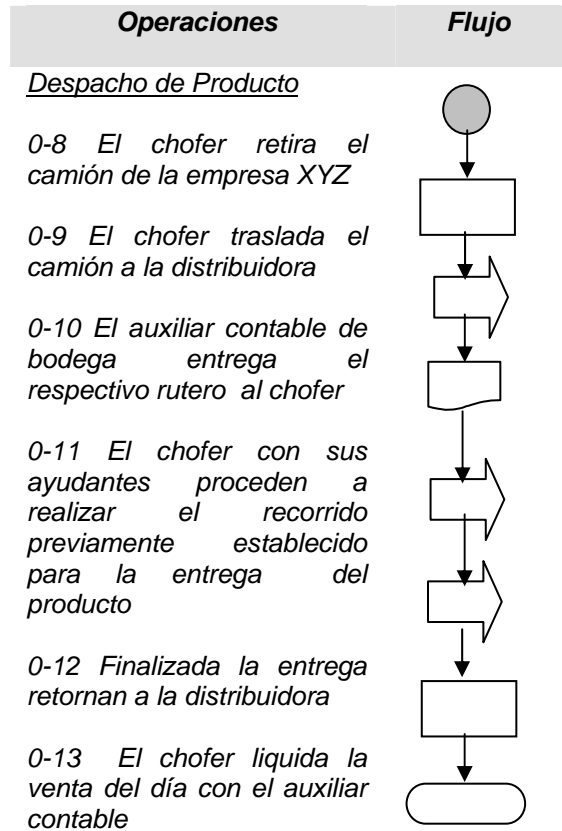 Operaciones Flujo
Despacho de Producto
0-8 El chofer retira el
camión de la empresa XYZ
0-9 El chofer traslada el
camión a la distribuidora
0-10 El auxiliar contable de
bodega entrega el
respectivo rutero al chofer
0-11 El chofer con sus
ayudantes proceden a
realizar el recorrido
previamente establecido
para la entrega del
producto
0-12 Finalizada la entrega
retornan a la distribuidora
0-13 El chofer liquida la
venta del día con el auxiliar
contable